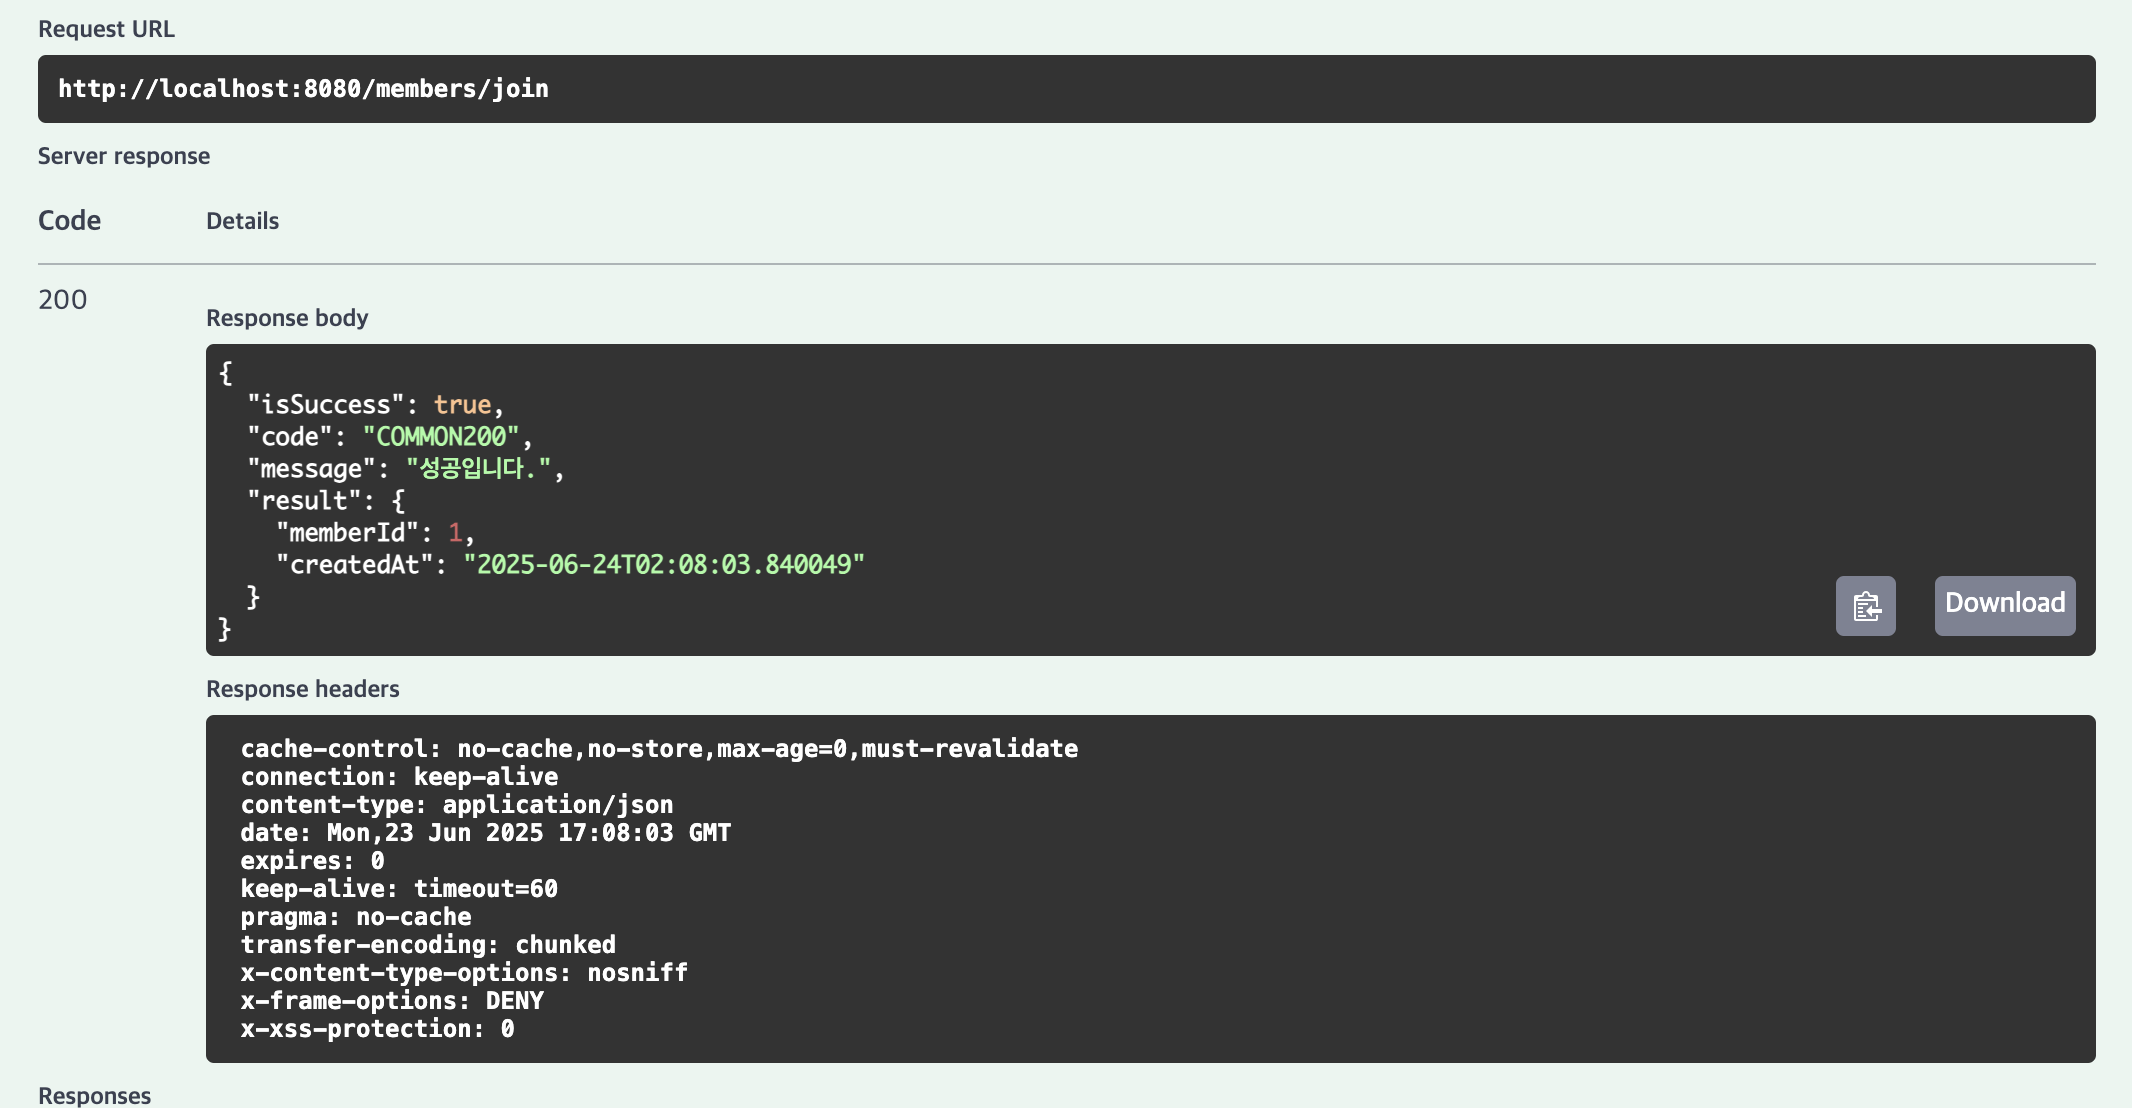 Request URL
http://localhost:8080/members/join
Server response
Code Details
200
Response body
{
  "isSuccess": true,
  "code": "COMMON200",
  "message": "성공입니다.",
  "result": {
    "memberId": 1,
    "createdAt": "2025-06-24T02:08:03.840049"
  }
}
Download
Response headers
cache-control: no-cache,no-store,max-age=0,must-revalidate
connection: keep-alive
content-type: application/json
date: Mon,23 Jun 2025 17:08:03 GMT
expires: 0
keep-alive: timeout=60
pragma: no-cache
transfer-encoding: chunked
x-content-type-options: nosniff
x-frame-options: DENY
x-xss-protection: 0
Responses